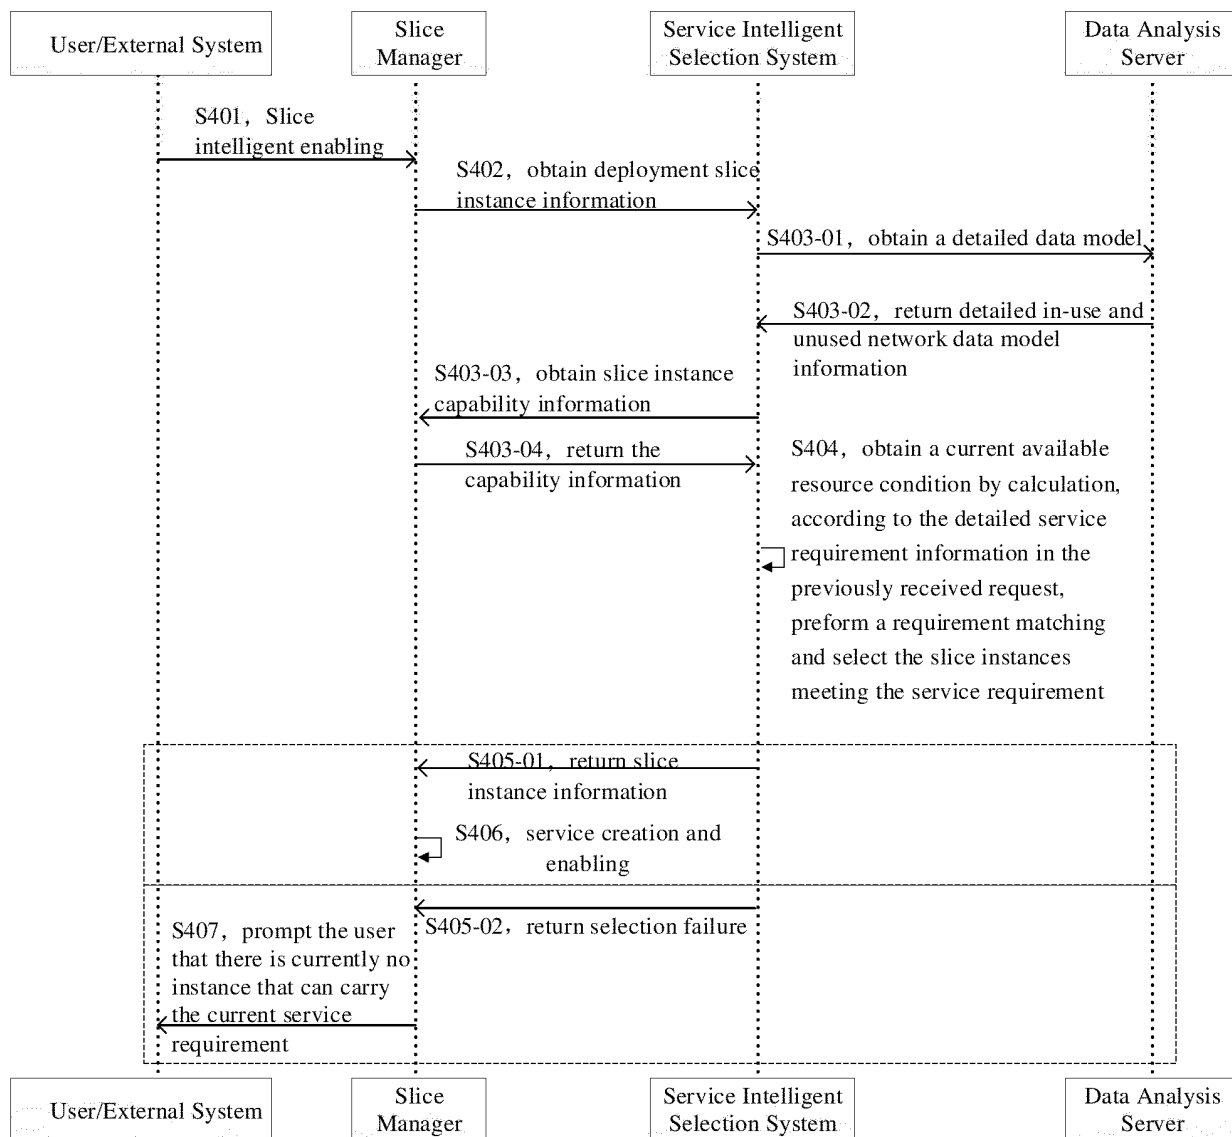 User/External System
Slice
Manager
Service Intelligent
Selection System
Data Analysis
Server
S401, Slice
intelligent enabling
S402, obtain deployment slice
instance information
S403-01, obtain a detailed data model
S403-02, return detailed in-use and
unused network data model
information
S403-03, obtain slice instance
capability information
S403-04, return the
capability information
S404, obtain a current available
resource condition by calculation,
according to the detailed service
requirement information in the
previously received request,
preform a requirement matching
and select the slice instances
meeting the service requirement
S405-01, return slice
instance information
S406, service creation and
enabling
S405-02, return selection failure
S407, prompt the user
that there is currently no
instance that can carry
the current service
requirement
User/External System
Slice
Manager
Service Intelligent
Selection System
Data Analysis
Server